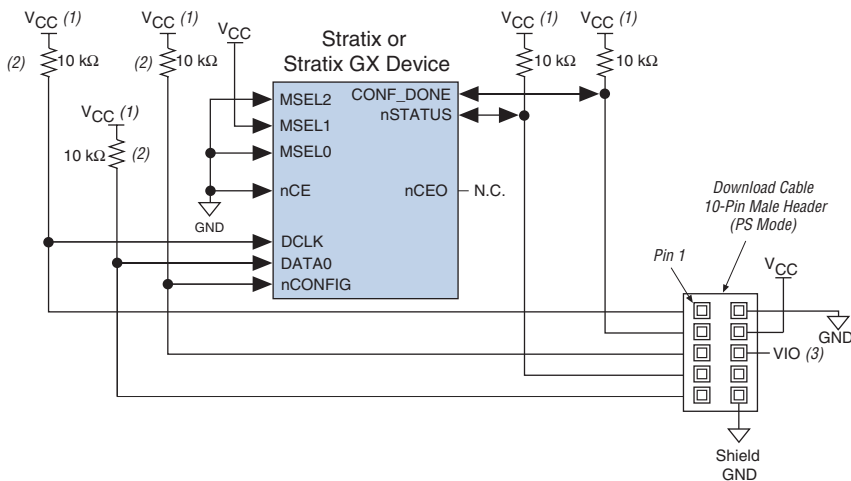 VCC (1)
VCC (1)
VCC (1)
VCC (1)
VCC
(2) 10 kΩ
(2) 10 kΩ
10 kΩ
10 kΩ
Stratix or
Stratix GX Device
VCC (1)
10 kΩ (2)
MSEL2
CONF_DONE
MSEL1
nSTATUS
MSEL0
nCE
nCEO
N.C.
GND
DCLK
DATA0
nCONFIG
Download Cable
10-Pin Male Header
(PS Mode)
Pin 1
VCC
GND
VIO (3)
Shield
GND